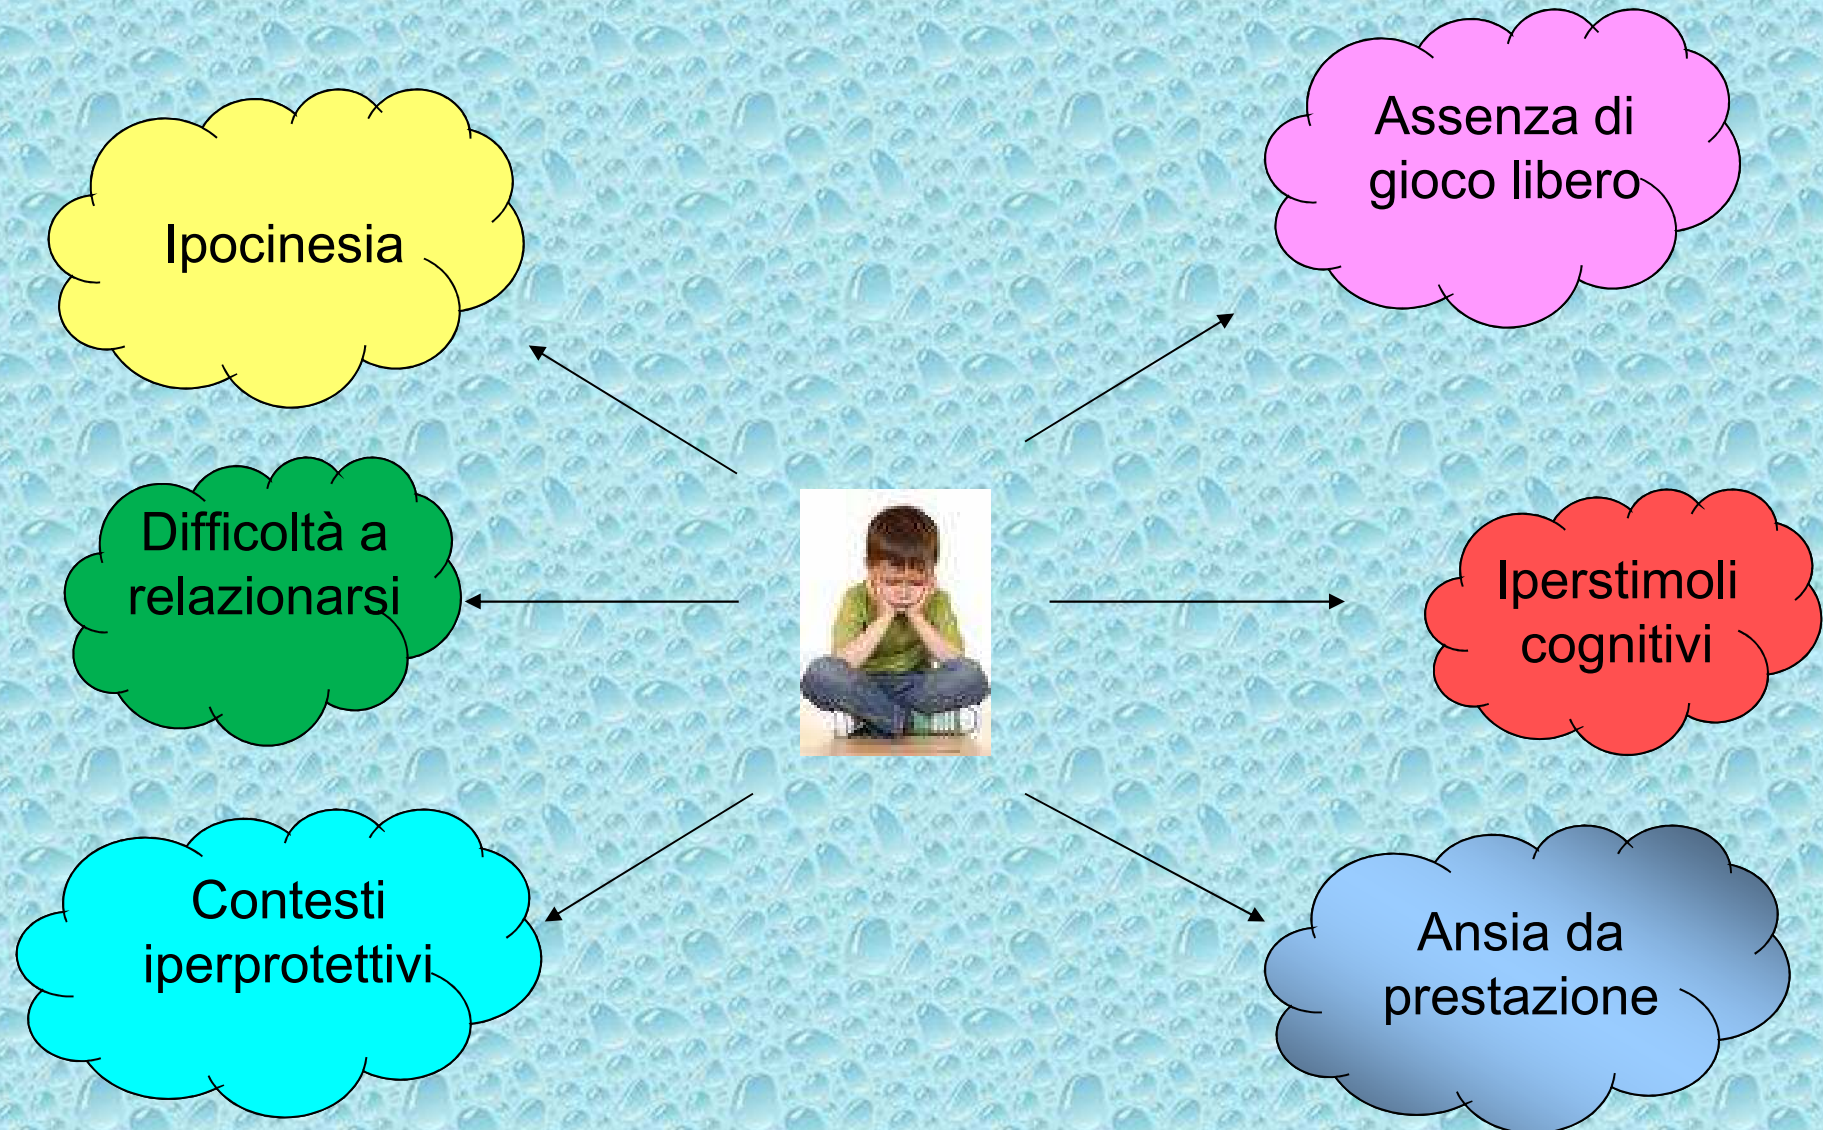 Ipocinesia
Assenza di
gioco libero
Difficoltà a
relazionarsi
Iperstimoli
cognitivi
Contesti
iperprotettivi
Ansia da
prestazione